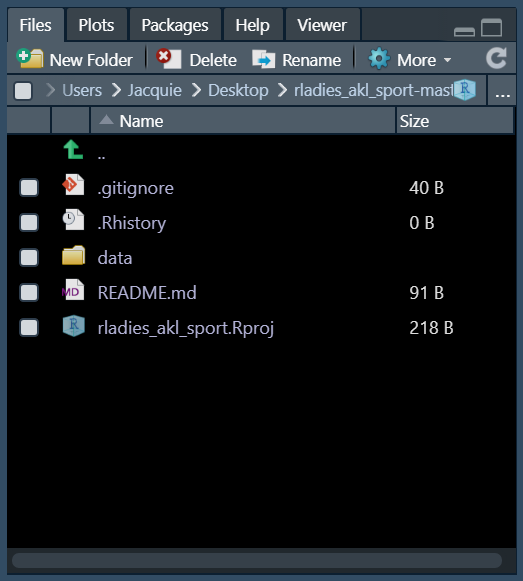 Files Plots Packages Help Viewer
New Folder Delete Rename More
Users Jacquie Desktop rladies_akl_sport-mast R ...
Name Size
..
.gitignore 40 B
.Rhistory 0 B
data
MD README.md 91 B
R rladies_akl_sport.Rproj 218 B